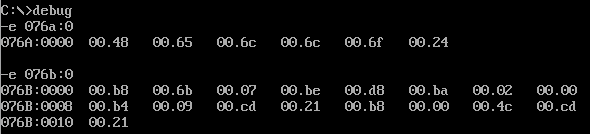 C:\>debug
-e 076a:0
076A:0000 00.48 00.65 00.6c 00.6c 00.6f 00.24
-e 076b:0
076B:0000 00.b8 00.6b 00.07 00.be 00.d8 00.ba 00.02 00.00
076B:0008 00.b4 00.09 00.cd 00.21 00.b8 00.00 00.4c 00.cd
076B:0010 00.21